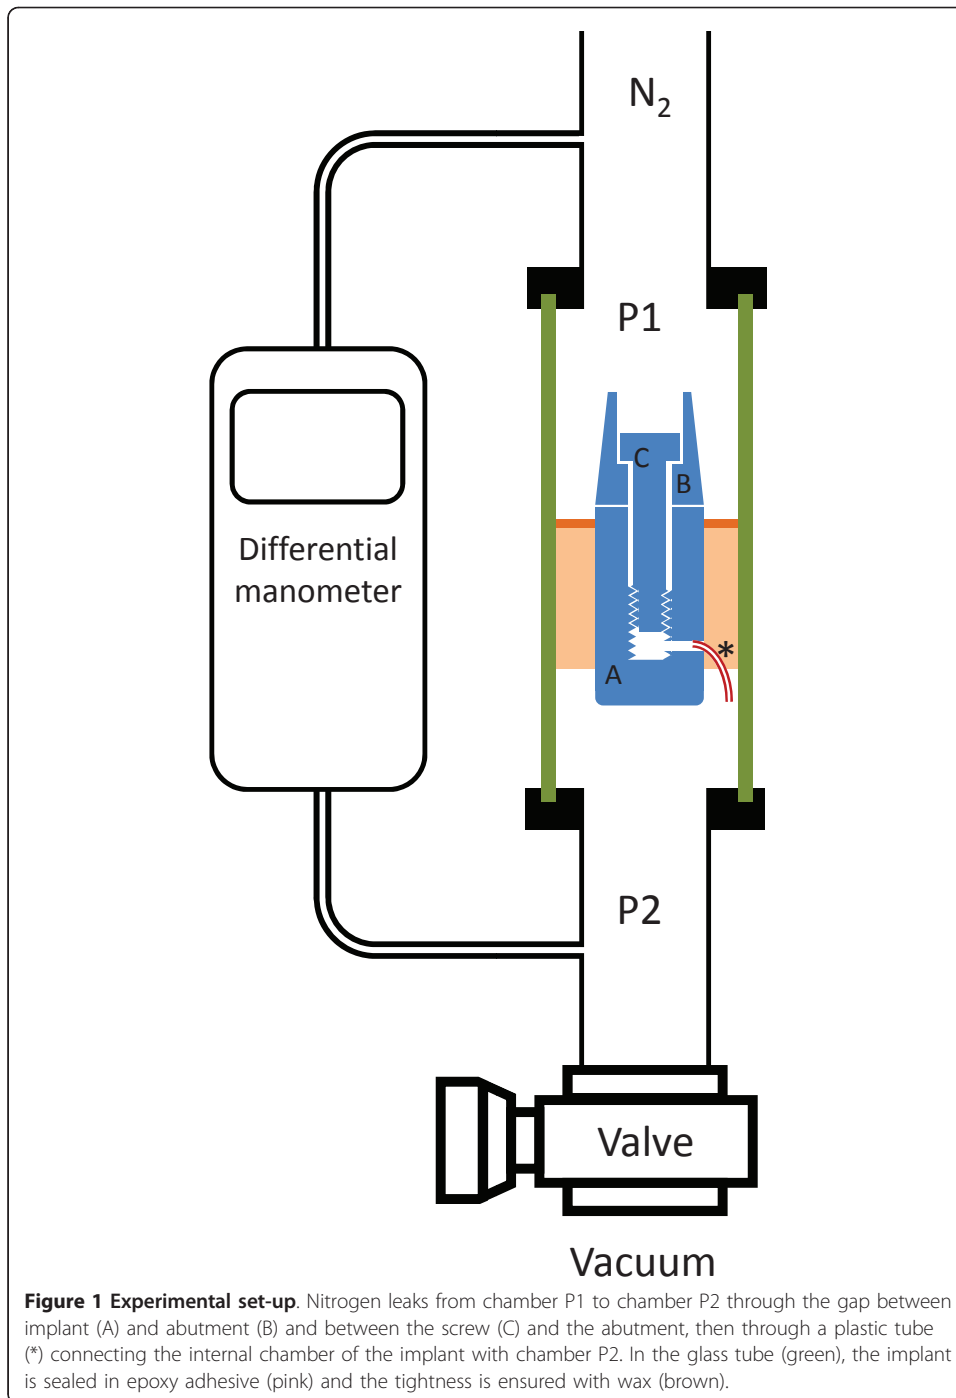 N2
P1
C
B
Differential
manometer
*
A
P2
Valve
Vacuum
Figure 1 Experimental set-up. Nitrogen leaks from chamber P1 to chamber P2 through the gap between
implant (A) and abutment (B) and between the screw (C) and the abutment, then through a plastic tube
(*) connecting the internal chamber of the implant with chamber P2. In the glass tube (green), the implant
is sealed in epoxy adhesive (pink) and the tightness is ensured with wax (brown).